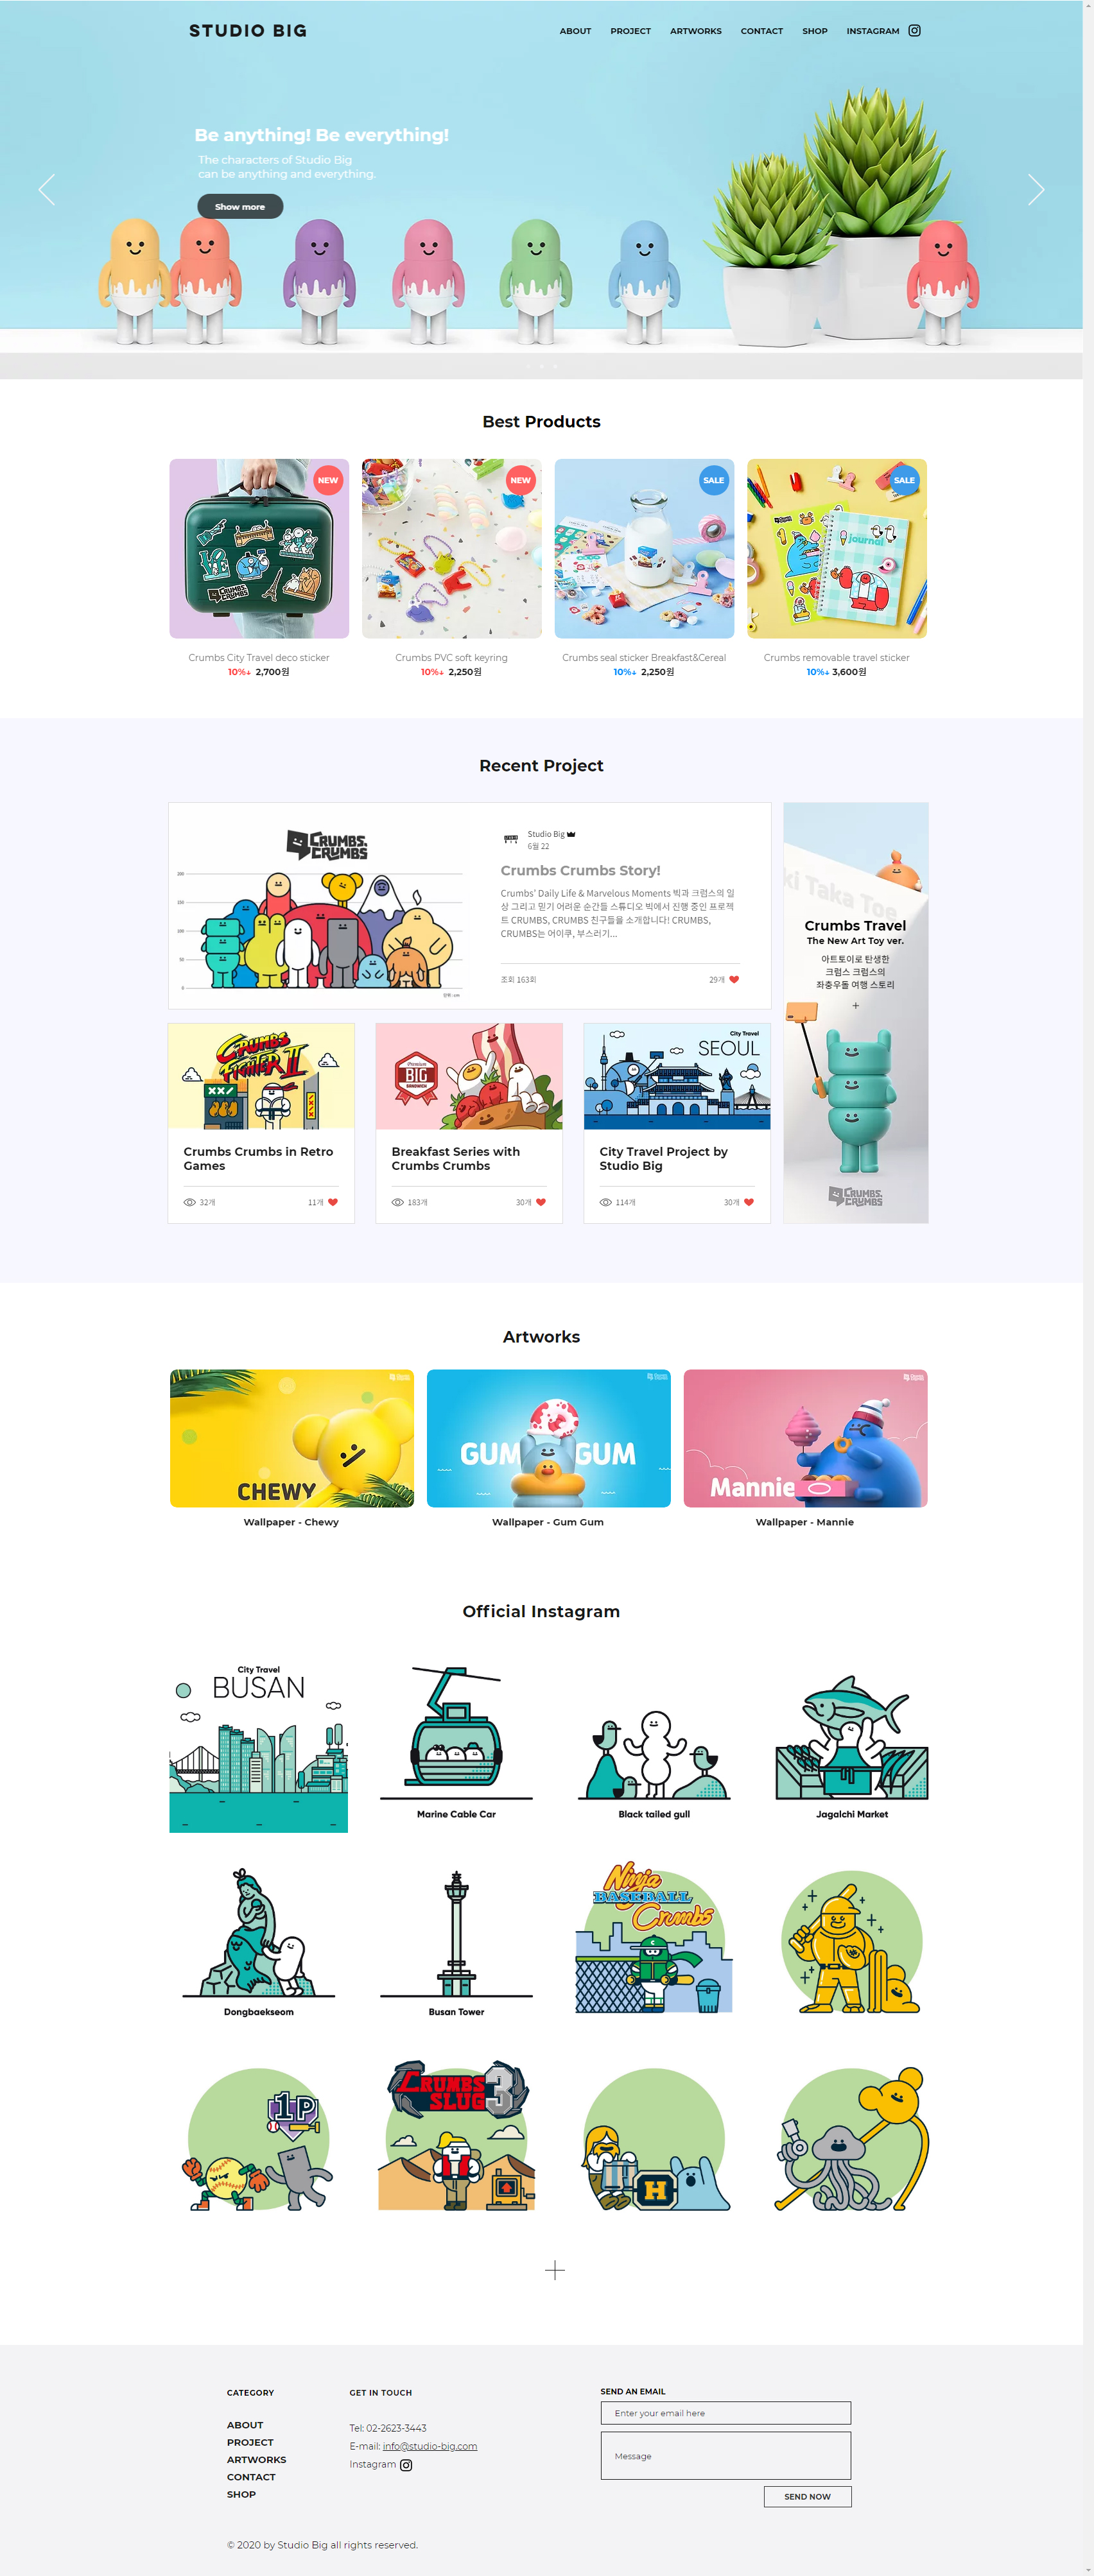 STUDIO BIG
ABOUT
PROJECT
ARTWORKS
CONTACT
SHOP
INSTAGRAM
Be anything! Be everything!
The characters of Studio Big
can be anything and everything.
Show more
Best Products
NEW
NEW
SALE
SALE
CRUMBS
CRUMBS
journal
Crumbs City Travel deco sticker
10%↓ 2,700원
Crumbs PVC soft keyring
10%↓ 2,250원
Crumbs seal sticker Breakfast&Cereal
10%↓ 2,250원
Crumbs removable travel sticker
10%↓ 3,600원
Recent Project
CRUMBS,
CRUMBS
Studio Big
6월 22
Crumbs Crumbs Story!
Crumbs' Daily Life & Marvelous Moments 빅과 크럼스의 일
상 그리고 믿기 어려운 순간들 스튜디오 빅에서 진행 중인 프로젝
트 CRUMBS, CRUMBS 친구들을 소개합니다! CRUMBS,
CRUMBS는 어이쿠, 부스러기...
조회 163회
29개
ki Taka Toe
Crumbs Travel
The New Art Toy ver.
아트토이로 탄생한
크럼스 크럼스의
좌충우돌 여행 스토리
+
CRUMBS,
CRUMBS
CRUMBS
FIGHTER II
Crumbs Crumbs in Retro
Games
32개
11개
BIG
SANDWICH
Breakfast Series with
Crumbs Crumbs
183개
30개
City Travel
SEOUL
City Travel Project by
Studio Big
114개
30개
Artworks
CHEWY
GUM GUM
Mannie
Wallpaper - Chewy
Wallpaper - Gum Gum
Wallpaper - Mannie
Official Instagram
City Travel
BUSAN
Marine Cable Car
Black tailed gull
Jagalchi Market
Dongbaekseom
Busan Tower
Ninja
BASEBALL
Crumbs
1P
CRUMBS
SLUG 3
H
CATEGORY
ABOUT
PROJECT
ARTWORKS
CONTACT
SHOP
GET IN TOUCH
Tel: 02-2623-3443
E-mail: info@studio-big.com
Instagram
SEND AN EMAIL
Enter your email here
Message
SEND NOW
© 2020 by Studio Big all rights reserved.